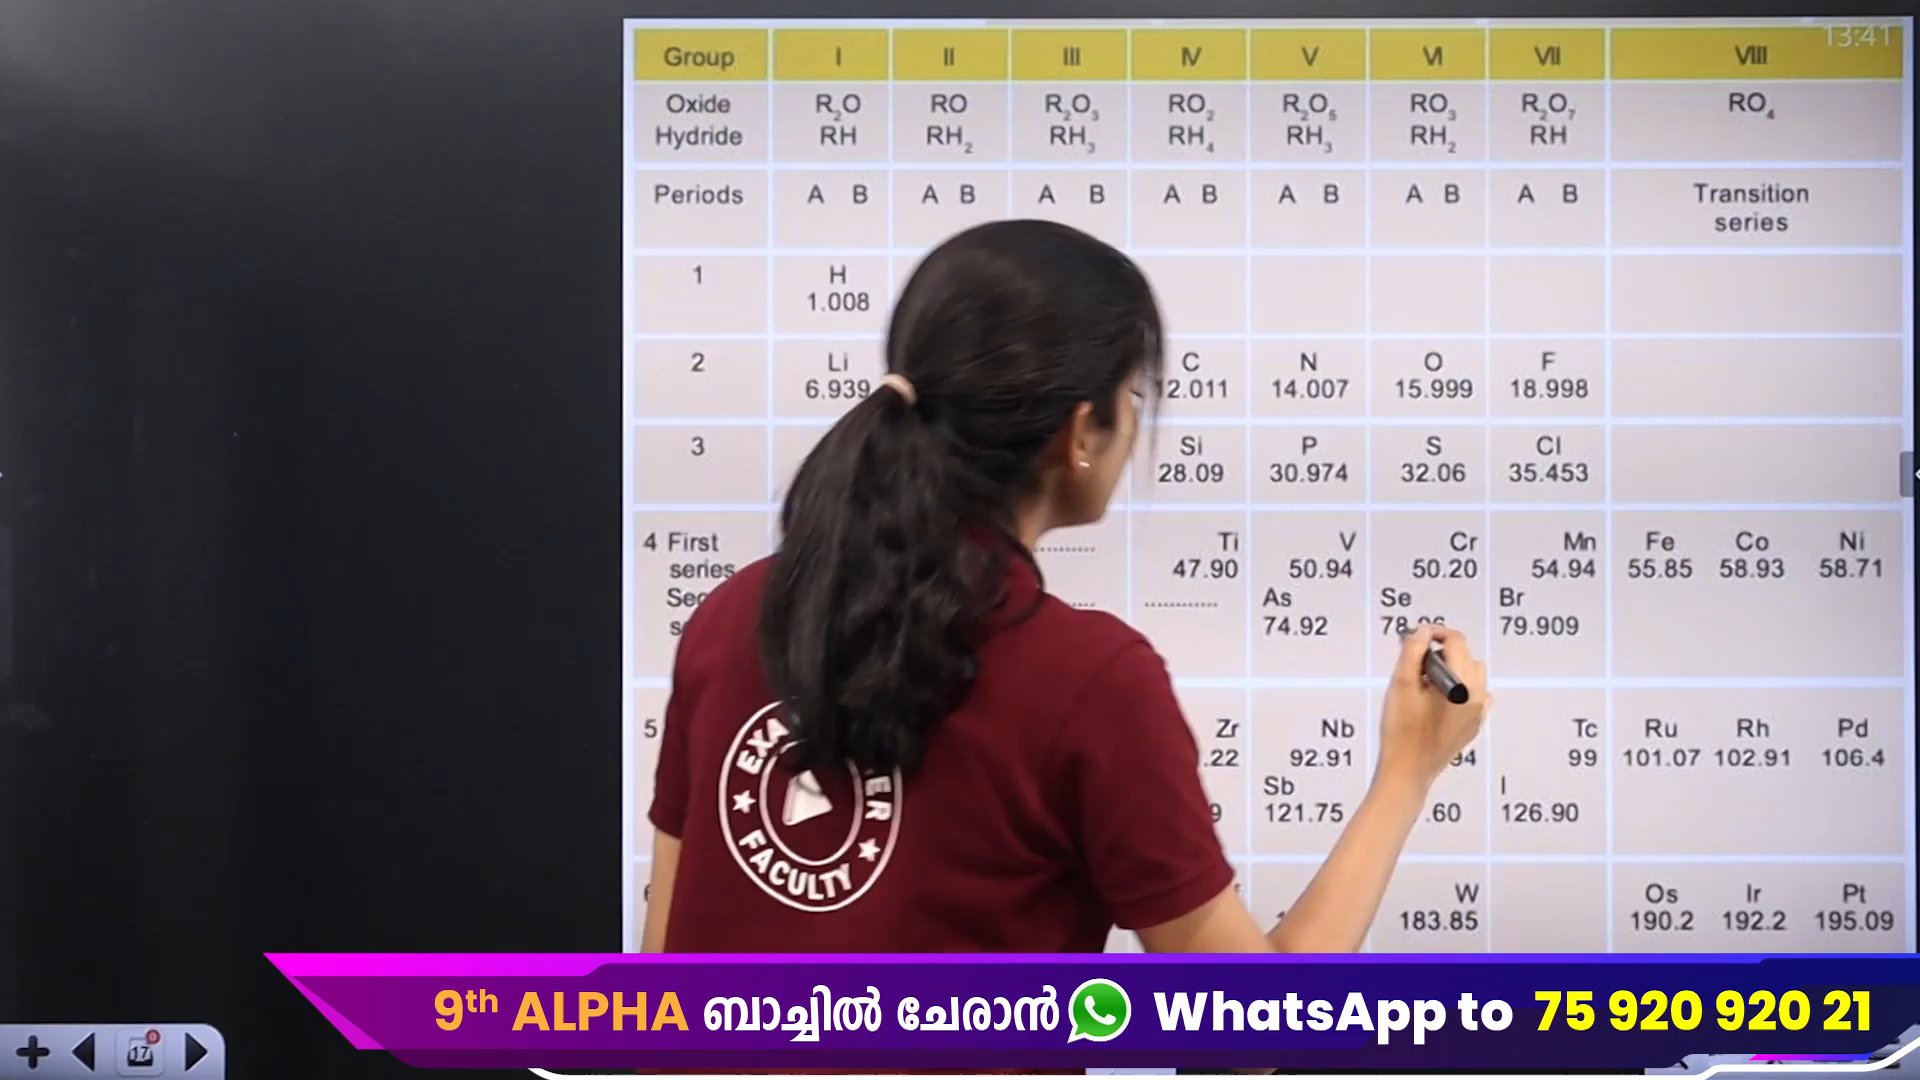 13:41
Group I II III IV V VI VII VIII
Oxide R₂O RO R₂O₃ RO₂ R₂O₅ RO₃ R₂O₇ RO₄
Hydride RH RH₂ RH₃ RH₄ RH₃ RH₂ RH
Periods A B A B A B A B A B A B A B Transition
series
1 H
1.008
2 Li C N O F
6.939 12.011 14.007 15.999 18.998
3 Si P S Cl
28.09 30.974 32.06 35.453
4 First Ti V Cr Mn Fe Co Ni
series 47.90 50.94 50.20 54.94 55.85 58.93 58.71
As Se Br
74.92 79.909
5 Zr Nb Tc Ru Rh Pd
.22 92.91 99 101.07 102.91 106.4
Sb I
121.75 .60 126.90
W Os Ir Pt
183.85 190.2 192.2 195.09
FACULTY
9th ALPHA ബാച്ചിൽ ചേരാൻ WhatsApp to 75 920 920 21
17